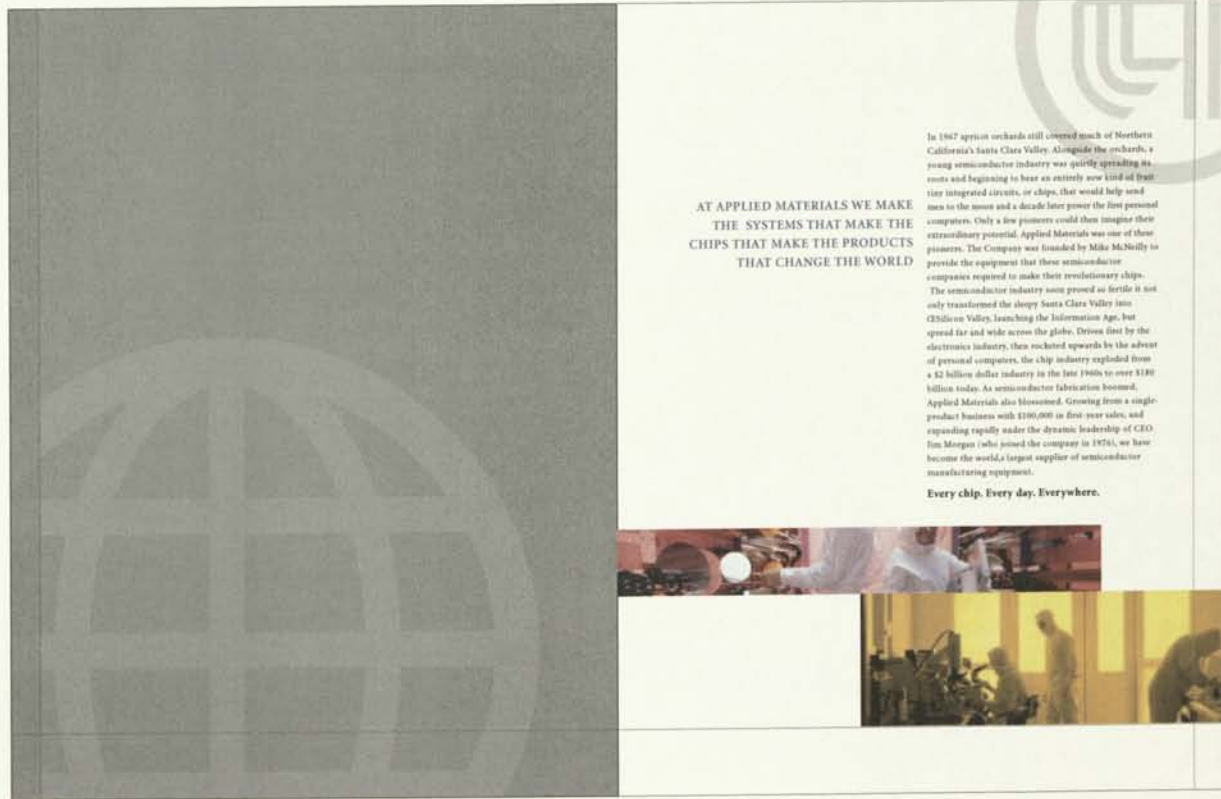 AT APPLIED MATERIALS WE MAKE
THE SYSTEMS THAT MAKE THE
CHIPS THAT MAKE THE PRODUCTS
THAT CHANGE THE WORLD
In 1967 apricot orchards still covered much of Northern
California's Santa Clara Valley. Alongside the orchards, a
young semiconductor industry was quietly spreading its
roots and beginning to bear an entirely new kind of fruit
tiny integrated circuits, or chips, that would help send
men to the moon and a decade later power the first personal
computers. Only a few pioneers could then imagine their
extraordinary potential. Applied Materials was one of these
pioneers. The Company was founded by Mike McNeilly to
provide the equipment that these semiconductor
companies required to make their revolutionary chips.
The semiconductor industry soon proved so fertile it not
only transformed the sleepy Santa Clara Valley into
ŒSilicon Valley, launching the Information Age, but
spread far and wide across the globe. Driven first by the
electronics industry, then rocketed upwards by the advent
of personal computers, the chip industry exploded from
a $2 billion dollar industry in the late 1960s to over $180
billion today. As semiconductor fabrication boomed,
Applied Materials also blossomed. Growing from a single-
product business with $100,000 in first-year sales, and
expanding rapidly under the dynamic leadership of CEO
Jim Morgan (who joined the company in 1976), we have
become the world,s largest supplier of semiconductor
manufacturing equipment.
Every chip. Every day. Everywhere.